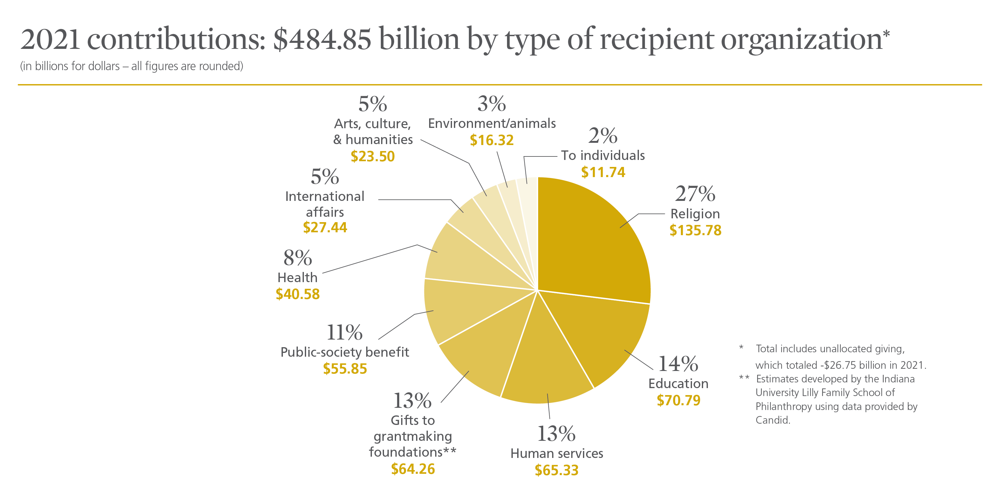 2021 contributions: $484.85 billion by type of recipient organization*
(in billions for dollars – all figures are rounded)
5%
Arts, culture,
& humanities
$23.50
3%
Environment/animals
$16.32
2%
To individuals
$11.74
27%
Religion
$135.78
5%
International
affairs
$27.44
8%
Health
$40.58
11%
Public-society benefit
$55.85
14%
Education
$70.79
13%
Gifts to
grantmaking
foundations**
$64.26
13%
Human services
$65.33
* Total includes unallocated giving,
which totaled -$26.75 billion in 2021.
** Estimates developed by the Indiana
University Lilly Family School of
Philanthropy using data provided by
Candid.